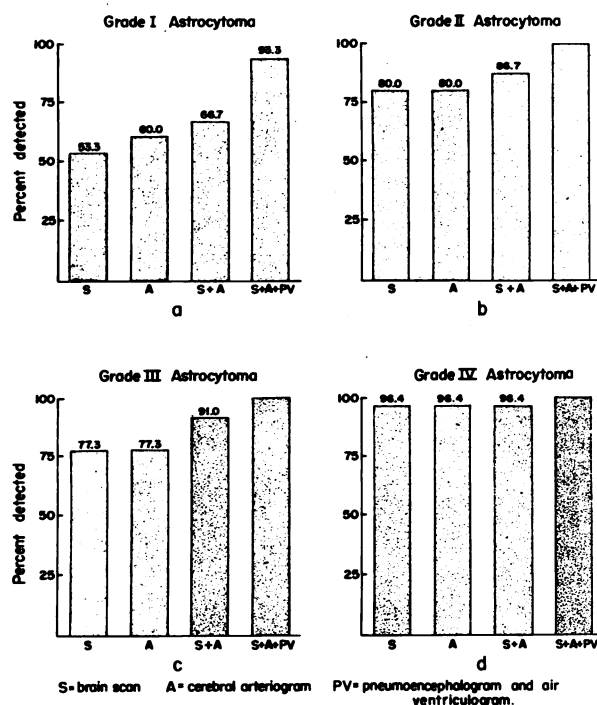 Grade I Astrocytoma
Percent detected
100
75
50
25
53.3
60.0
66.7
93.3
S
A
S+A
S+A+PV
a
Grade II Astrocytoma
100
75
50
25
80.0
80.0
86.7
S
A
S+A
S+A+PV
b
Grade III Astrocytoma
Percent detected
100
75
50
25
77.3
77.3
91.0
S
A
S+A
S+A+PV
c
Grade IV Astrocytoma
100
75
50
25
96.4
96.4
96.4
S
A
S+A
S+A+PV
d
S=brain scan A=cerebral arteriogram PV=pneumoencephalogram and air
ventriculogram.